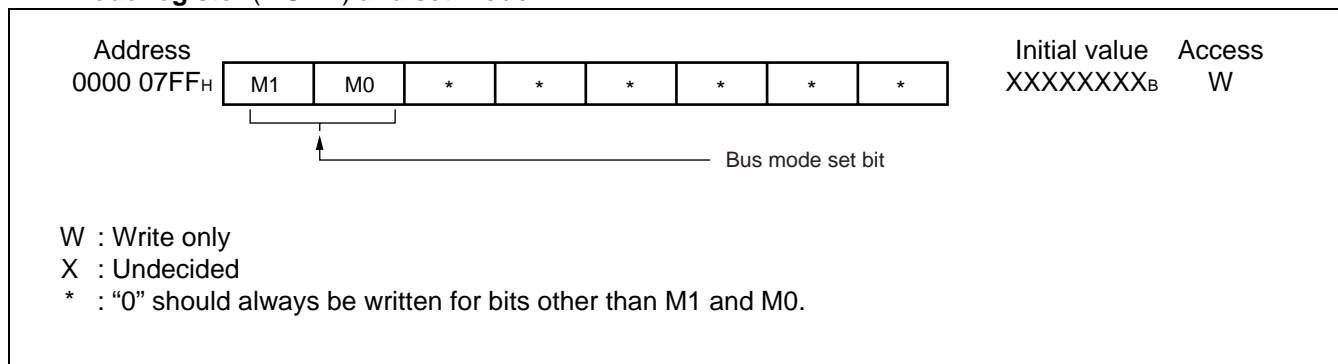 Address Initial value Access
0000 07FFH M1 M0 * * * * * * XXXXXXXXB W
Bus mode set bit
W : Write only
X : Undecided
* : “0” should always be written for bits other than M1 and M0.